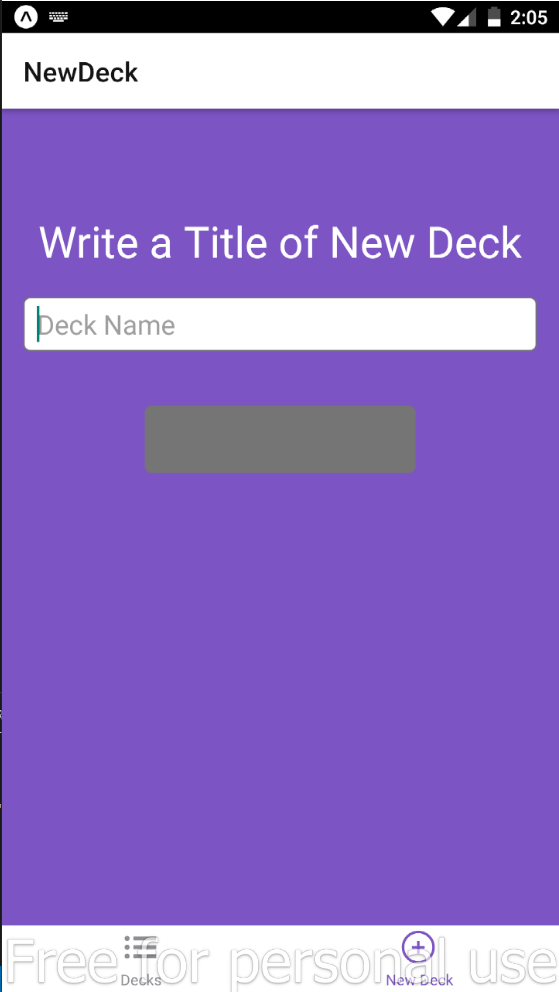 2:05
NewDeck
Write a Title of New Deck
Deck Name
Free for personal use
Decks
New Deck